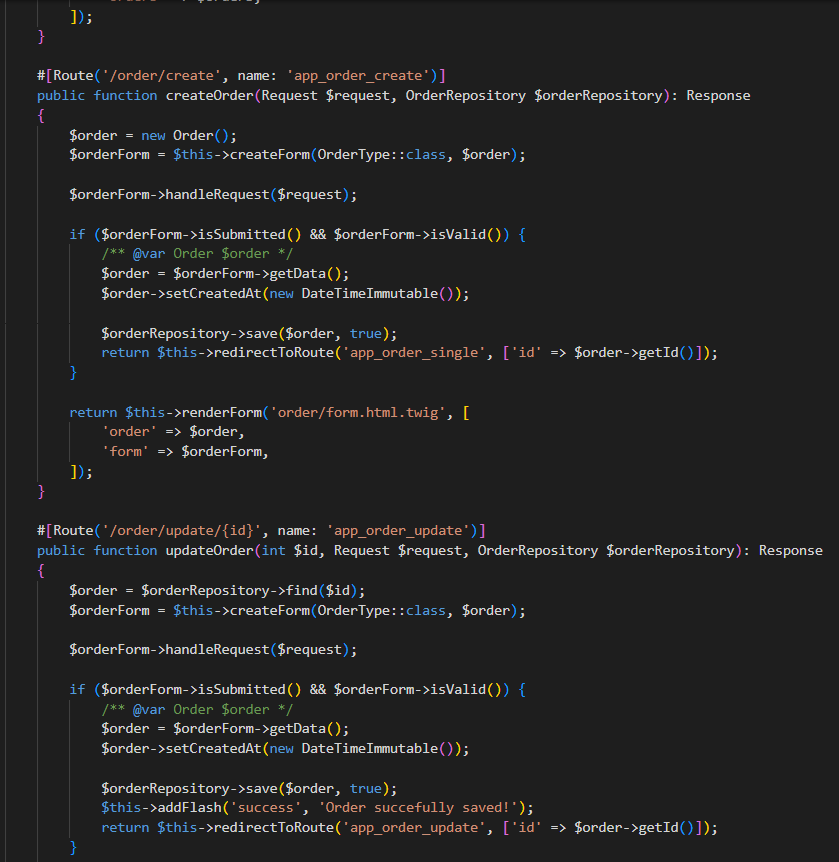 ]);
}
#[Route('/order/create', name: 'app_order_create')]
public function createOrder(Request $request, OrderRepository $orderRepository): Response
{
$order = new Order();
$orderForm = $this->createForm(OrderType::class, $order);
$orderForm->handleRequest($request);
if ($orderForm->isSubmitted() && $orderForm->isValid()) {
/** @var Order $order */
$order = $orderForm->getData();
$order->setCreatedAt(new DateTimeImmutable());
$orderRepository->save($order, true);
return $this->redirectToRoute('app_order_single', ['id' => $order->getId()]);
}
return $this->renderForm('order/form.html.twig', [
'order' => $order,
'form' => $orderForm,
]);
}
#[Route('/order/update/{id}', name: 'app_order_update')]
public function updateOrder(int $id, Request $request, OrderRepository $orderRepository): Response
{
$order = $orderRepository->find($id);
$orderForm = $this->createForm(OrderType::class, $order);
$orderForm->handleRequest($request);
if ($orderForm->isSubmitted() && $orderForm->isValid()) {
/** @var Order $order */
$order = $orderForm->getData();
$order->setCreatedAt(new DateTimeImmutable());
$orderRepository->save($order, true);
$this->addFlash('success', 'Order succefully saved!');
return $this->redirectToRoute('app_order_update', ['id' => $order->getId()]);
}